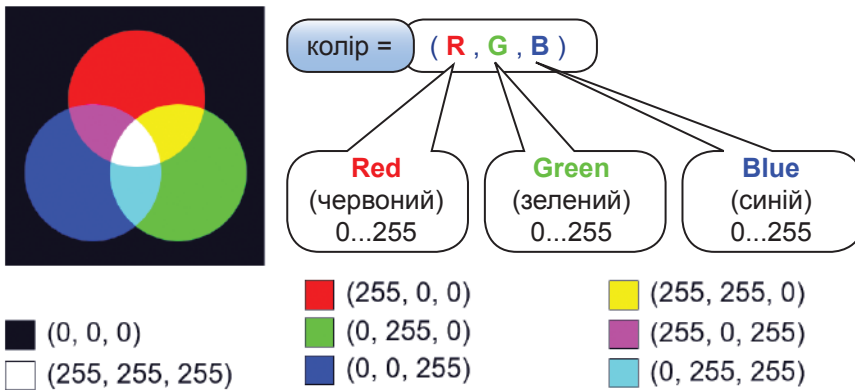 колір = ( R , G , B )
Red
(червоний)
0...255
Green
(зелений)
0...255
Blue
(синій)
0...255
(0, 0, 0)
(255, 255, 255)
(255, 0, 0)
(0, 255, 0)
(0, 0, 255)
(255, 255, 0)
(255, 0, 255)
(0, 255, 255)